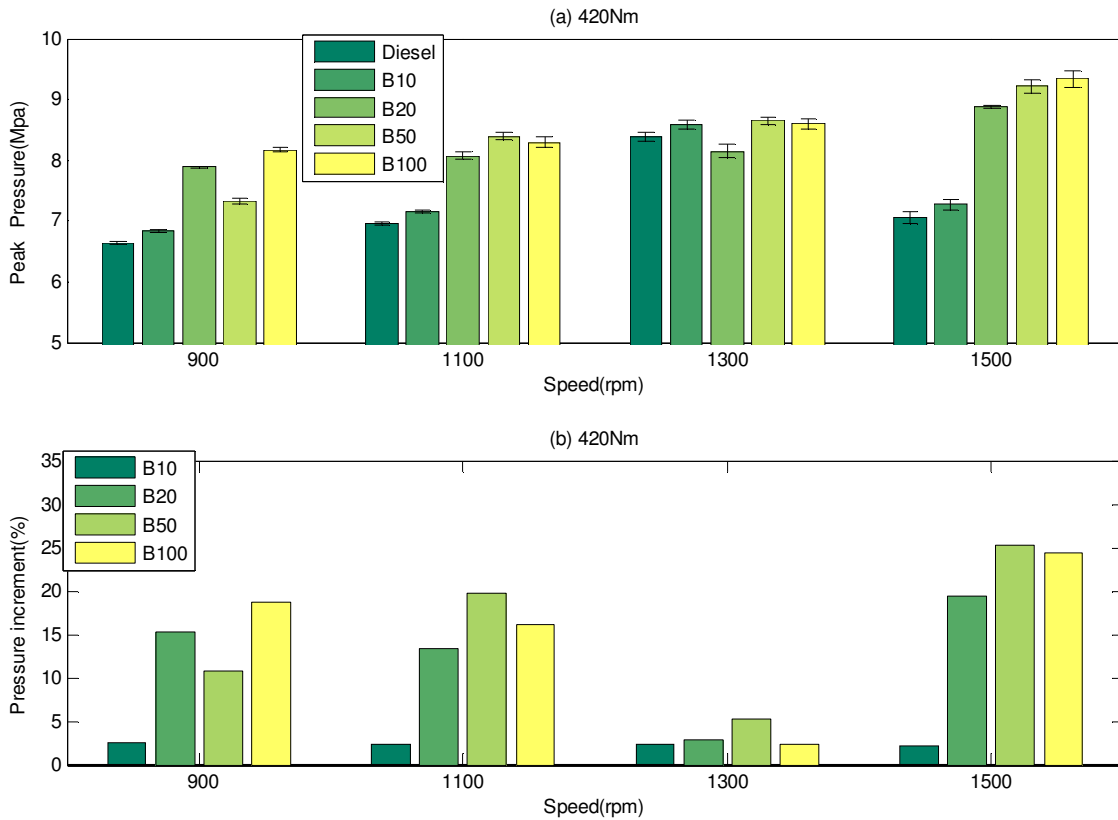 (a) 420Nm
Peak Pressure(Mpa)
10
9
8
7
6
5
Diesel
B10
B20
B50
B100
900 1100 1300 1500
Speed(rpm)
(b) 420Nm
Pressure increment(%)
35
30
25
20
15
10
5
0
B10
B20
B50
B100
900 1100 1300 1500
Speed(rpm)